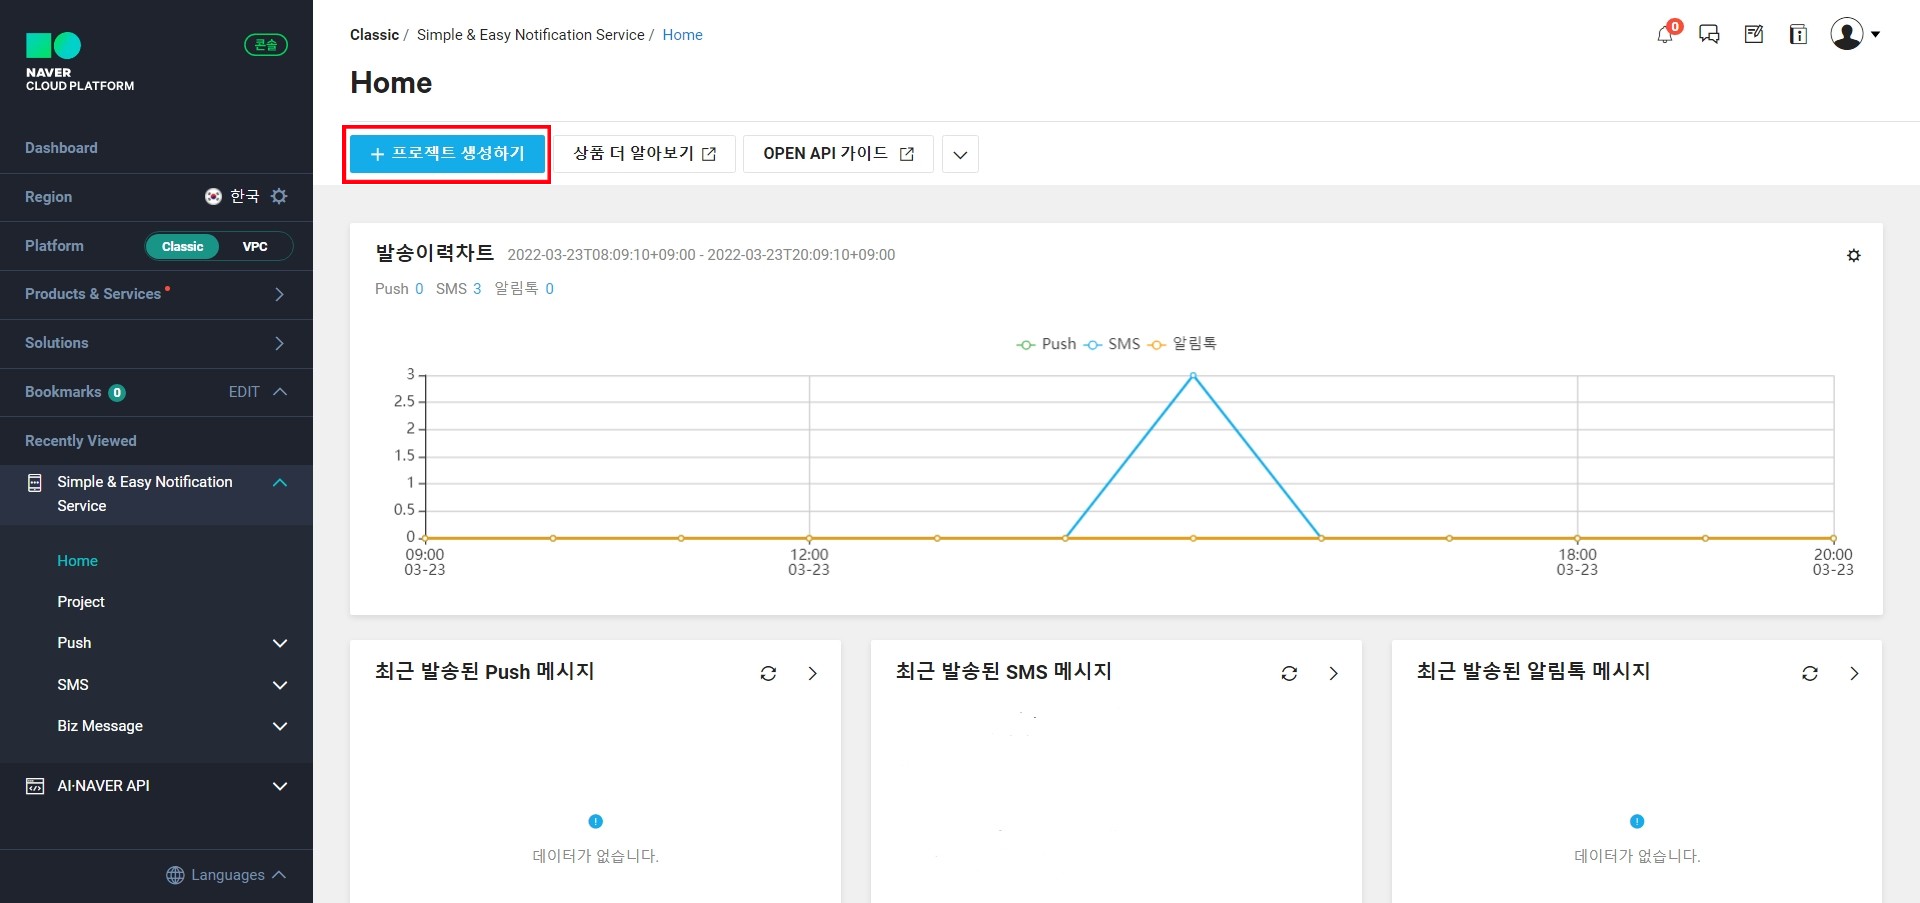 NAVER
CLOUD PLATFORM
콘솔
Dashboard
Region 한국
Platform Classic VPC
Products & Services
Solutions
Bookmarks 0 EDIT
Recently Viewed
Simple & Easy Notification
Service
Home
Project
Push
SMS
Biz Message
AI·NAVER API
Languages
Classic / Simple & Easy Notification Service / Home
0
Home
+ 프로젝트 생성하기
상품 더 알아보기
OPEN API 가이드
발송이력차트 2022-03-23T08:09:10+09:00 - 2022-03-23T20:09:10+09:00
Push 0 SMS 3 알림톡 0
Push SMS 알림톡
3
2.5
2
1.5
1
0.5
0
09:00 12:00 18:00 20:00
03-23 03-23 03-23 03-23
최근 발송된 Push 메시지
데이터가 없습니다.
최근 발송된 SMS 메시지
최근 발송된 알림톡 메시지
데이터가 없습니다.